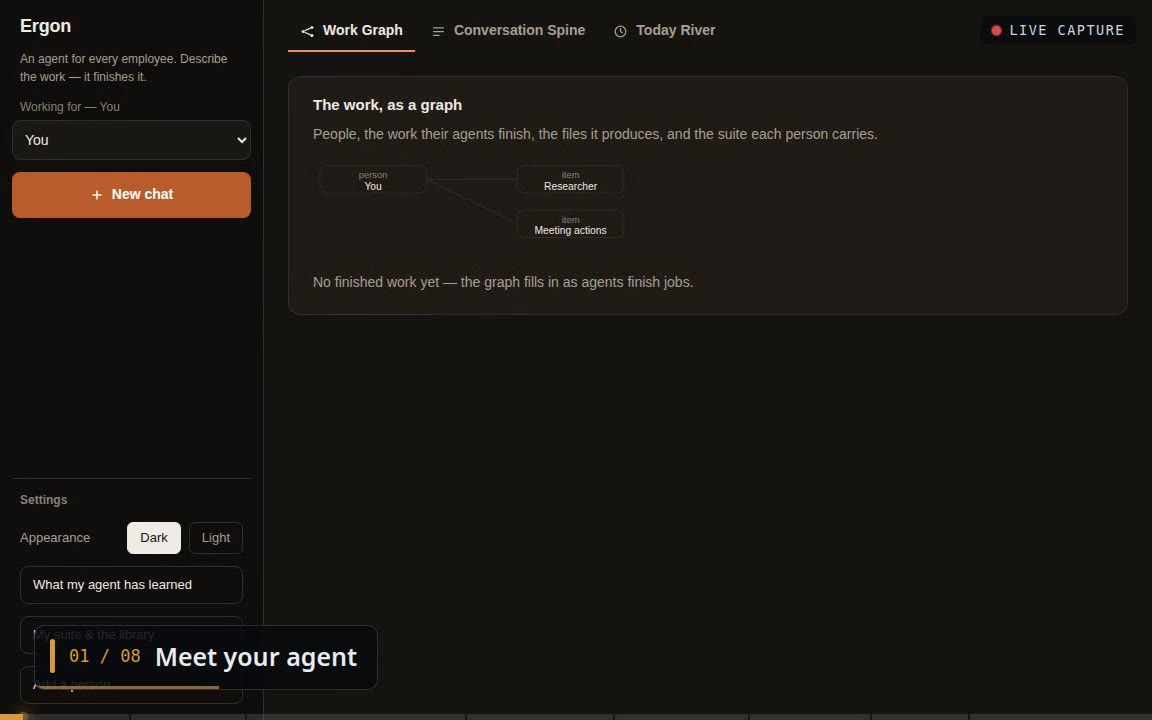 Ergon
An agent for every employee. Describe
the work — it finishes it.
Working for — You
You
+ New chat
Settings
Appearance
Dark
Light
What my agent has learned
My suite & the library
Add a person
Work Graph
Conversation Spine
Today River
LIVE CAPTURE
The work, as a graph
People, the work their agents finish, the files it produces, and the suite each person carries.
person
You
item
Researcher
item
Meeting actions
No finished work yet — the graph fills in as agents finish jobs.
01 / 08
Meet your agent